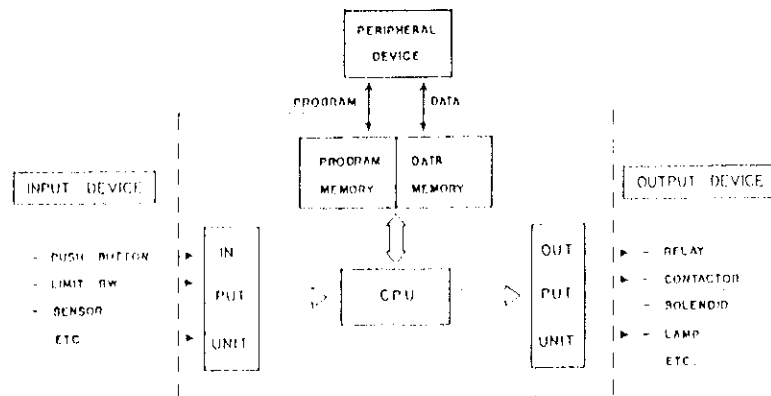 PERIPHERAL
DEVICE
PROGRAM
DATA
PROGRAM
MEMORY
DATA
MEMORY
INPUT DEVICE
- PUSH BUTTON
- LIMIT SW
- SENSOR
ETC
IN
PUT
UNIT
CPU
OUT
PUT
UNIT
OUTPUT DEVICE
- RELAY
- CONTACTOR
- SOLENOID
- LAMP
ETC.